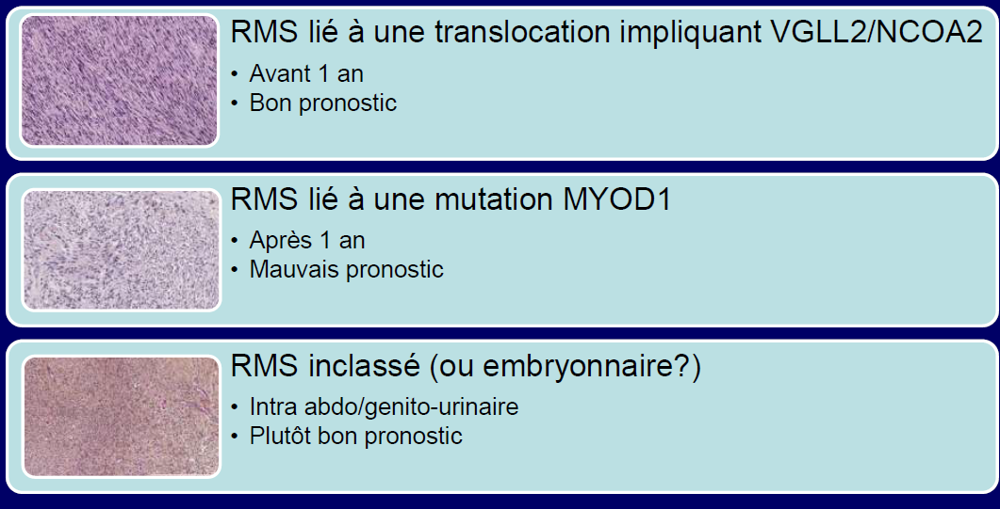 RMS lié à une translocation impliquant VGLL2/NCOA2
• Avant 1 an
• Bon pronostic
RMS lié à une mutation MYOD1
• Après 1 an
• Mauvais pronostic
RMS inclassé (ou embryonnaire?)
• Intra abdo/genito-urinaire
• Plutôt bon pronostic